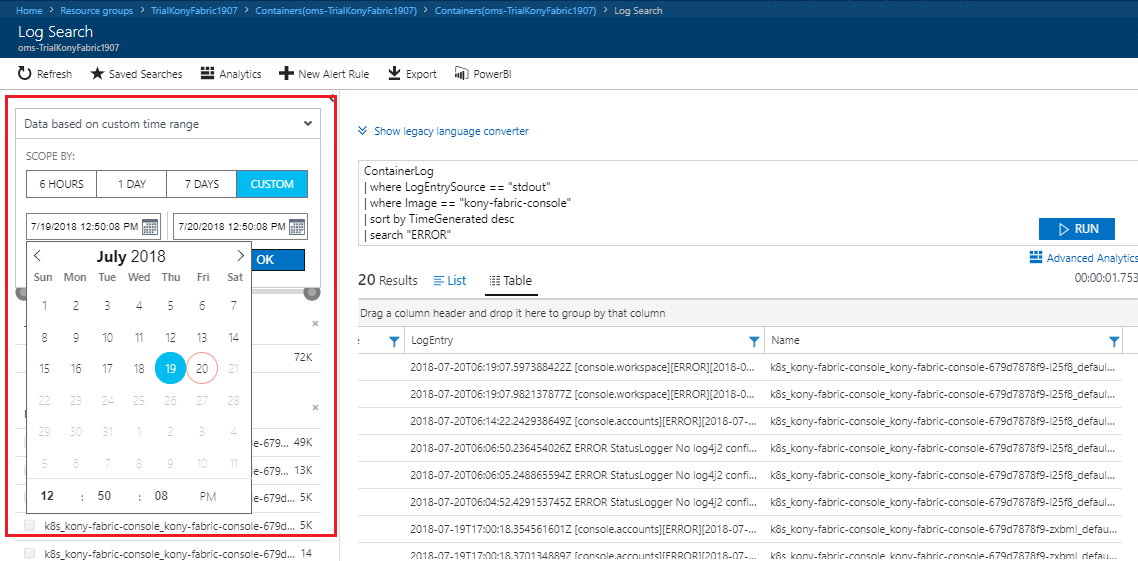 Home > Resource groups > TrialKonyFabric1907 > Containers(oms-TrialKonyFabric1907) > Containers(oms-TrialKonyFabric1907) > Log Search
Log Search
oms-TrialKonyFabric1907
Refresh Saved Searches Analytics New Alert Rule Export PowerBI
Data based on custom time range
SCOPE BY:
6 HOURS 1 DAY 7 DAYS CUSTOM
7/19/2018 12:50:08 PM 7/20/2018 12:50:08 PM
OK
July 2018
Sun Mon Tue Wed Thu Fri Sat
1 2 3 4 5 6 7
8 9 10 11 12 13 14
15 16 17 18 19 20 21
22 23 24 25 26 27 28
29 30 31 1 2 3 4
5 6 7 8 9 10 11
12 : 50 : 08 PM
72K
-679d... 49K
-679d... 13K
-679d... 5K
k8s_kony-fabric-console_kony-fabric-console-679d... 5K
k8s_kony-fabric-console_kony-fabric-console-679d... 14
Show legacy language converter
ContainerLog
| where LogEntrySource == "stdout"
| where Image == "kony-fabric-console"
| sort by TimeGenerated desc
| search "ERROR"
RUN
Advanced Analytics
00:00:01.753
20 Results List Table
Drag a column header and drop it here to group by that column
LogEntry Name
2018-07-20T06:19:07.597388422Z [console.workspace][ERROR][2018-0... k8s_kony-fabric-console_kony-fabric-console-679d7878f9-l25f8_defaul...
2018-07-20T06:19:07.982137877Z [console.workspace][ERROR][2018-0... k8s_kony-fabric-console_kony-fabric-console-679d7878f9-l25f8_defaul...
2018-07-20T06:14:22.242938649Z [console.accounts][ERROR][2018-07-... k8s_kony-fabric-console_kony-fabric-console-679d7878f9-l25f8_defaul...
2018-07-20T06:06:50.236454026Z ERROR StatusLogger No log4j2 confi... k8s_kony-fabric-console_kony-fabric-console-679d7878f9-l25f8_defaul...
2018-07-20T06:06:05.248865594Z ERROR StatusLogger No log4j2 confi... k8s_kony-fabric-console_kony-fabric-console-679d7878f9-l25f8_defaul...
2018-07-20T06:04:52.429153745Z ERROR StatusLogger No log4j2 confi... k8s_kony-fabric-console_kony-fabric-console-679d7878f9-l25f8_defaul...
2018-07-19T17:00:18.354561601Z [console.accounts][ERROR][2018-07-... k8s_kony-fabric-console_kony-fabric-console-679d7878f9-zxbml_defau...
2018-07-19T17:00:18.370134889Z [console.accounts][ERROR][2018-07-... k8s_kony-fabric-console_kony-fabric-console-679d7878f9-zxbml_defau...